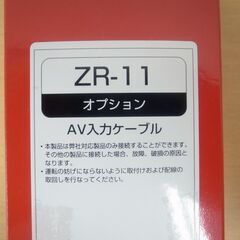 ZR-11
オプション
AV入力ケーブル
・本製品は弊社対応製品のみ接続することができます。
その他の製品に接続した場合、故障、破損の原因と
なります。
・運転の妨げにならないように取付けおよび配線の
取回しを行なってください。